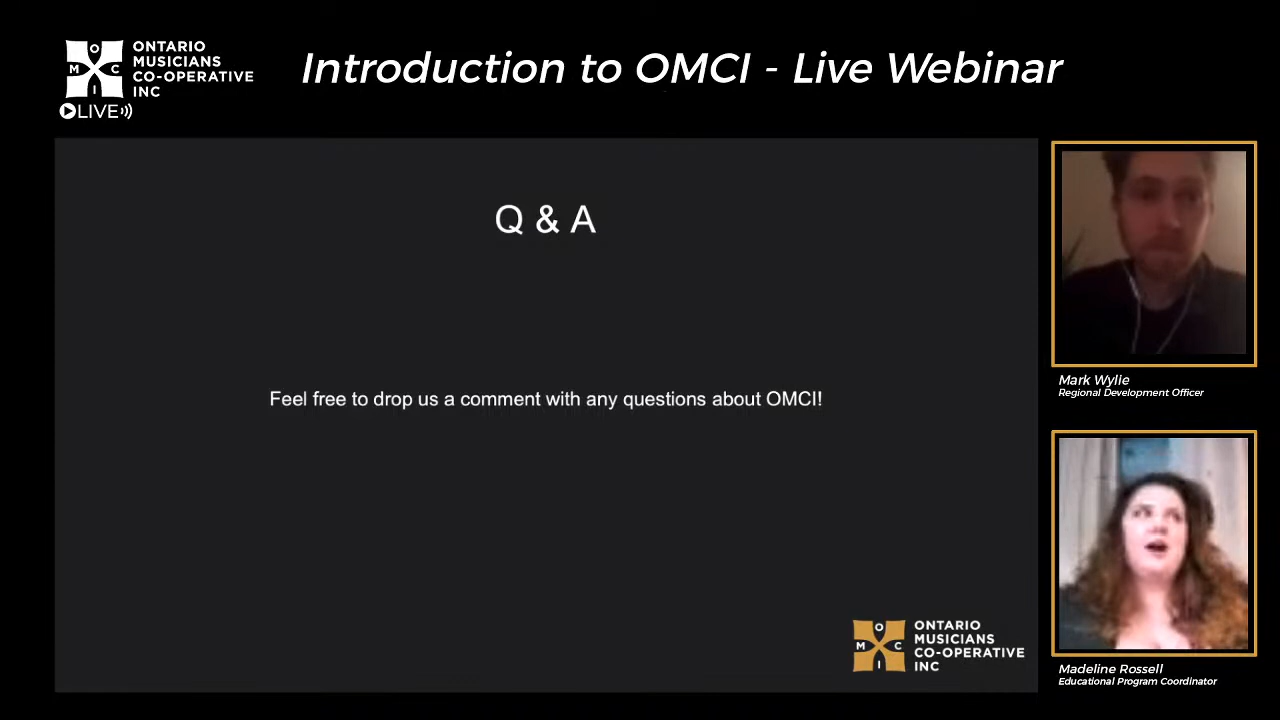 ONTARIO
MUSICIANS
CO-OPERATIVE
INC
O
M C
I
LIVE
Introduction to OMCI - Live Webinar
Q & A
Feel free to drop us a comment with any questions about OMCI!
O
M C
I
ONTARIO
MUSICIANS
CO-OPERATIVE
INC
Mark Wylie
Regional Development Officer
Madeline Rossell
Educational Program Coordinator